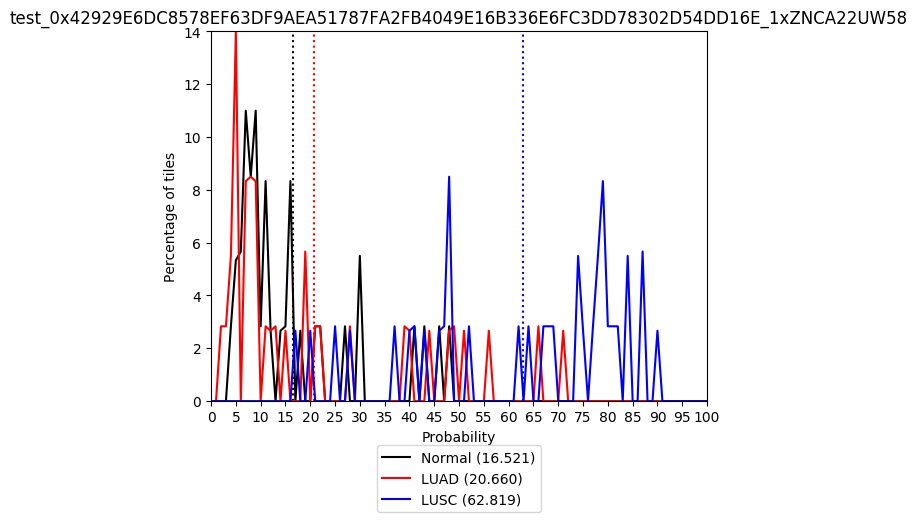 test_0x42929E6DC8578EF63DF9AEA51787FA2FB4049E16B336E6FC3DD78302D54DD16E_1xZNCA22UW58
14
12
10
8
6
4
2
0
Percentage of tiles
0 5 10 15 20 25 30 35 40 45 50 55 60 65 70 75 80 85 90 95 100
Probability
Normal (16.521)
LUAD (20.660)
LUSC (62.819)